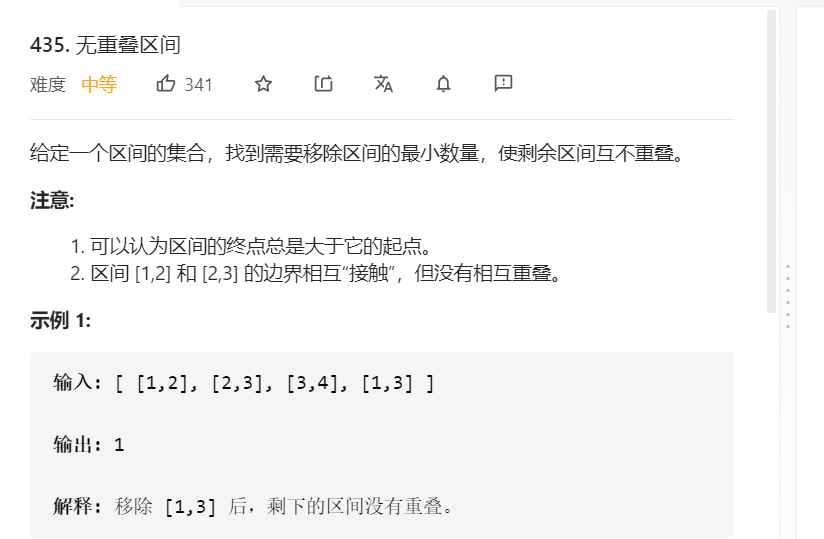 435. 无重叠区间
难度 中等 341
给定一个区间的集合，找到需要移除区间的最小数量，使剩余区间互不重叠。
注意:
1. 可以认为区间的终点总是大于它的起点。
2. 区间 [1,2] 和 [2,3] 的边界相互“接触”，但没有相互重叠。
示例 1:
输入: [ [1,2], [2,3], [3,4], [1,3] ]
输出: 1
解释: 移除 [1,3] 后，剩下的区间没有重叠。